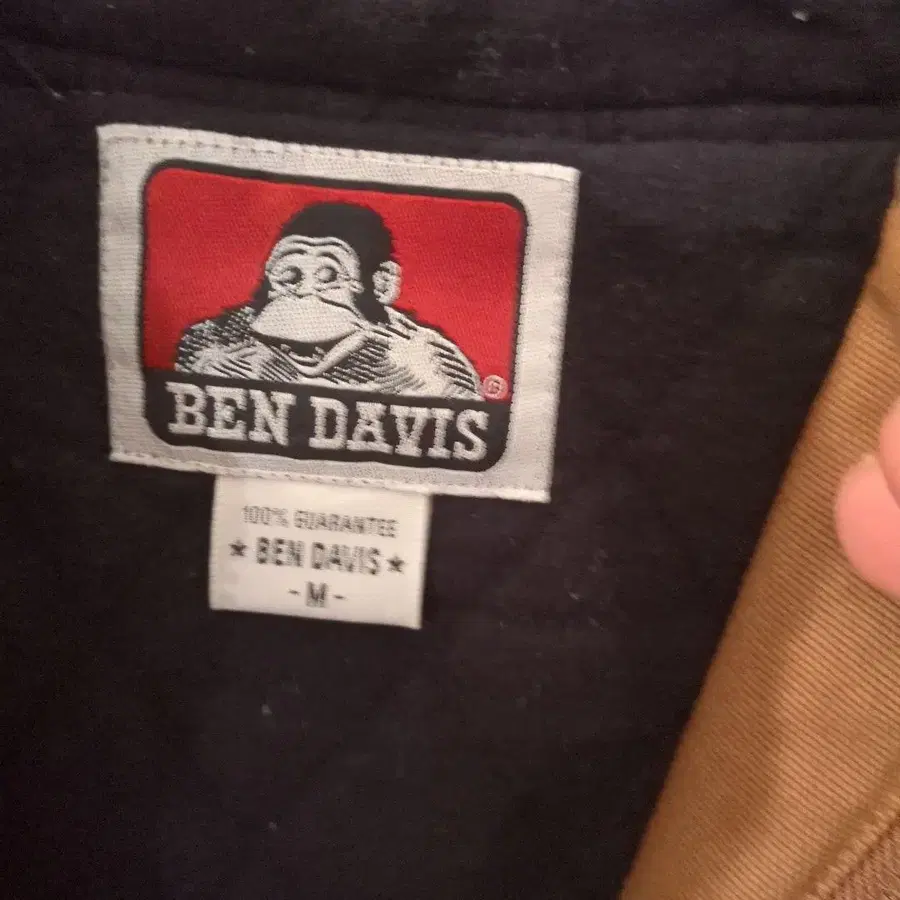 ®
BEN DAVIS
100% GUARANTEE
★ BEN DAVIS ★
- M -